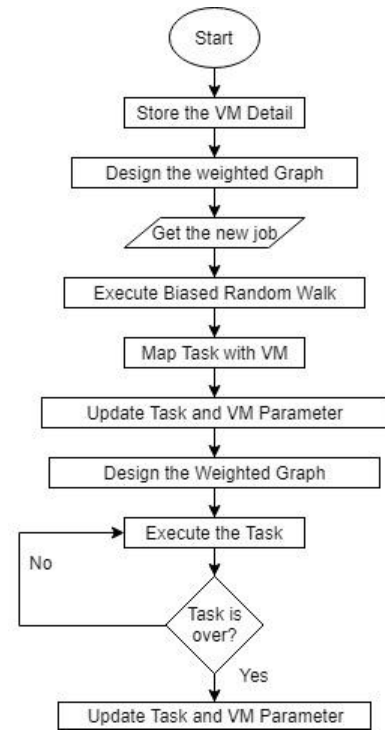 Start
Store the VM Detail
Design the weighted Graph
Get the new job
Execute Biased Random Walk
Map Task with VM
Update Task and VM Parameter
Design the Weighted Graph
Execute the Task
No
Task is
over?
Yes
Update Task and VM Parameter